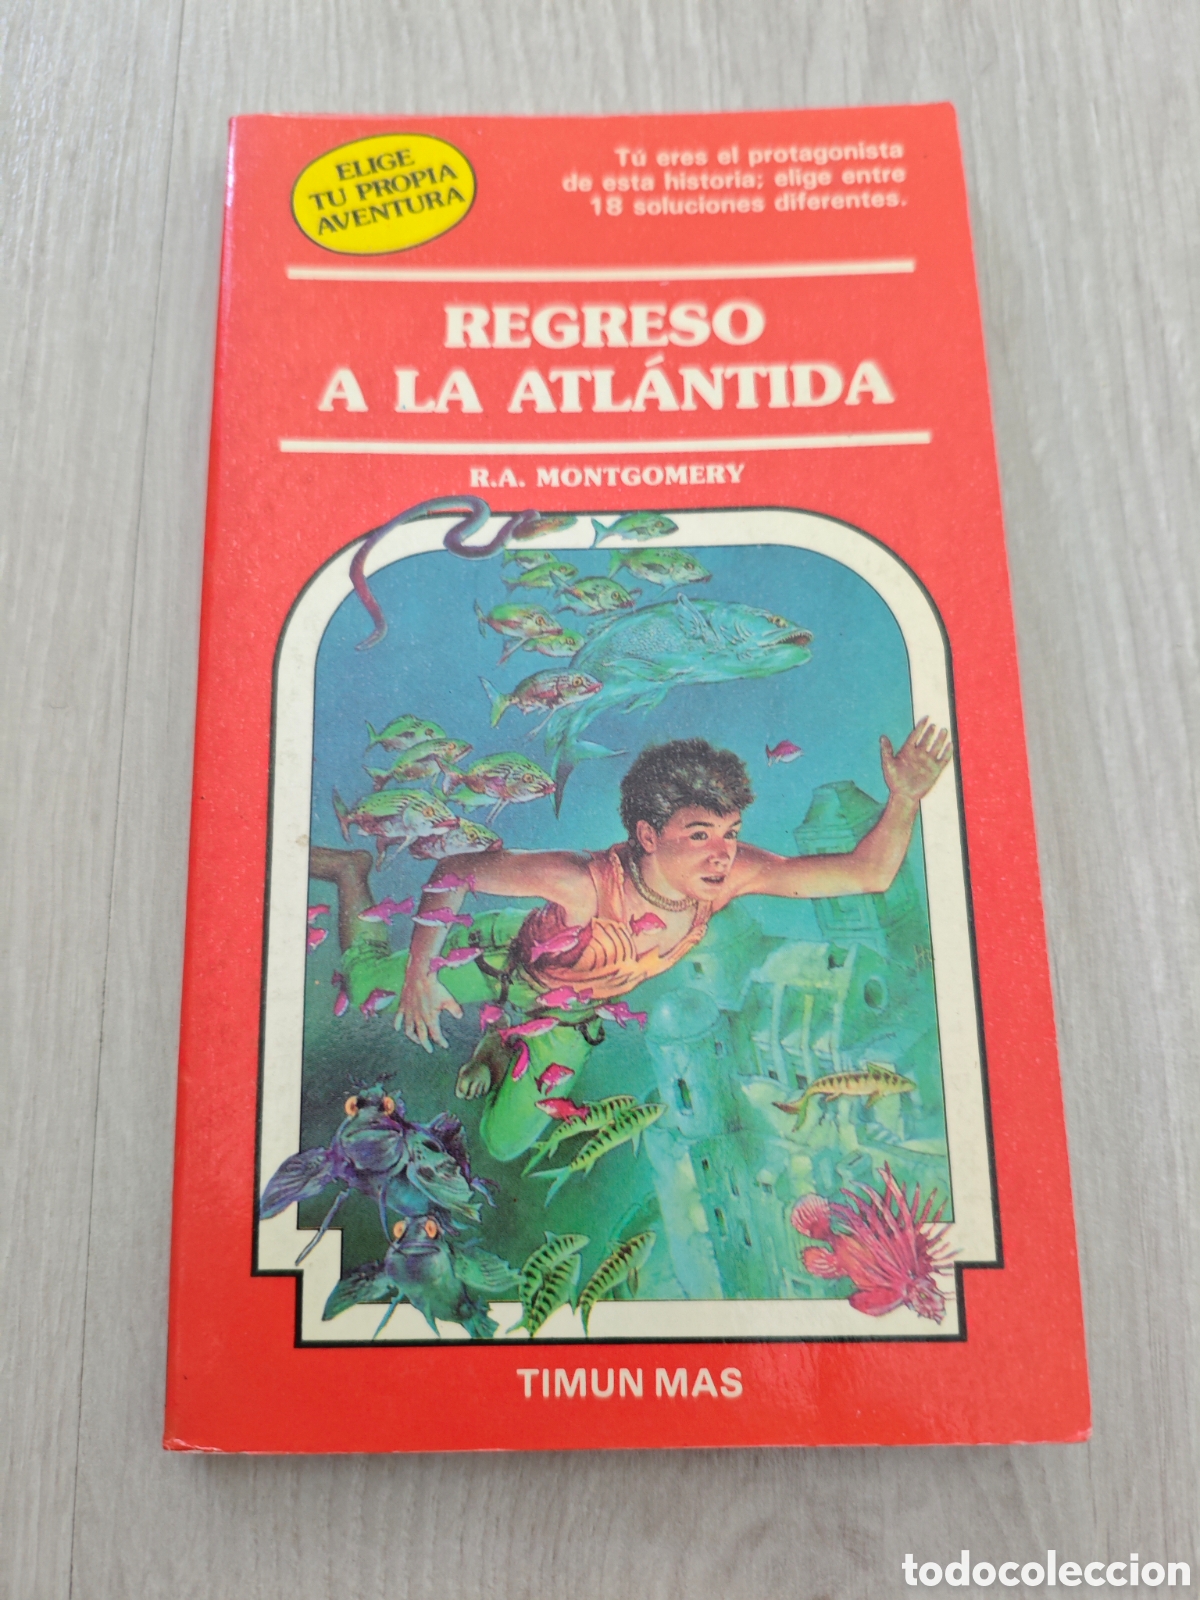 ELIGE
TU PROPIA
AVENTURA
Tú eres el protagonista
de esta historia; elige entre
18 soluciones diferentes.
REGRESO
A LA ATLÁNTIDA
R.A. MONTGOMERY
TIMUN MAS
todocoleccion